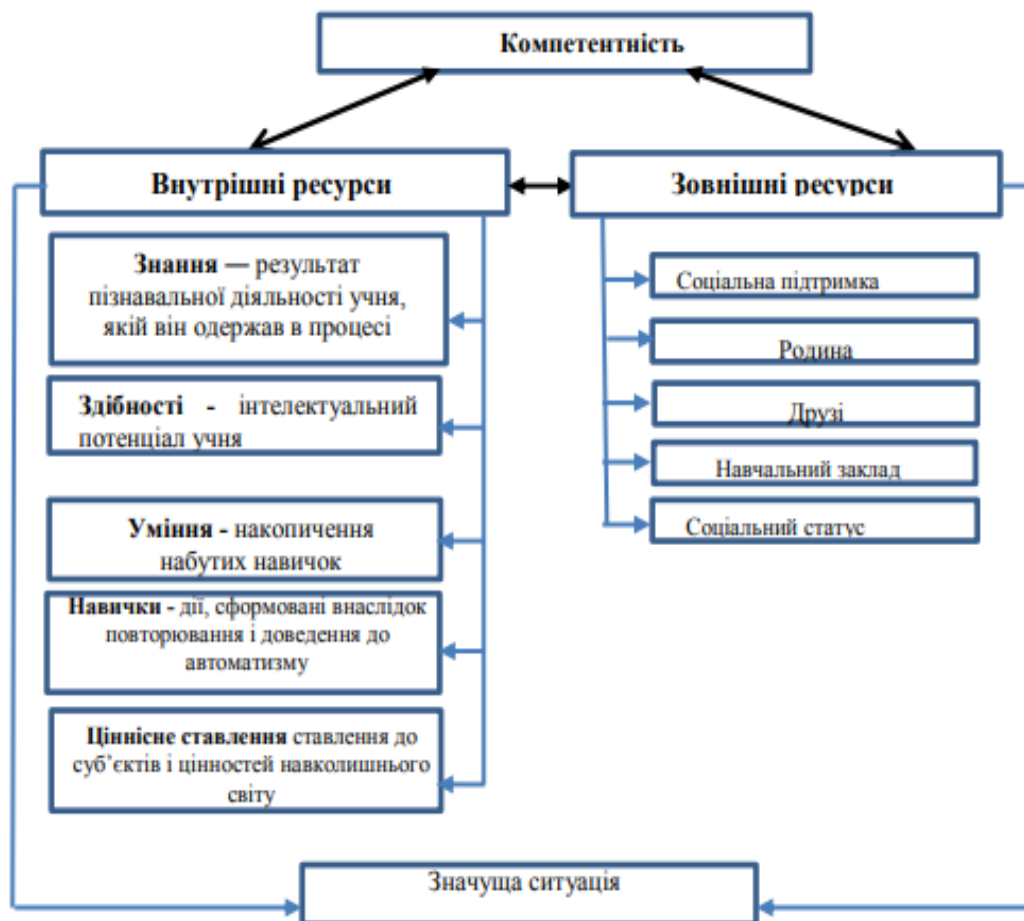 Компетентність
Внутрішні ресурси
Знання — результат
пізнавальної діяльності учня,
якій він одержав в процесі
Здібності - інтелектуальний
потенціал учня
Уміння - накопичення
набутих навичок
Навички - дії, сформовані внаслідок
повторювання і доведення до
автоматизму
Ціннісне ставлення ставлення до
суб’єктів і цінностей навколишнього
світу
Зовнішні ресурси
Соціальна підтримка
Родина
Друзі
Навчальний заклад
Соціальний статус
Значуща ситуація